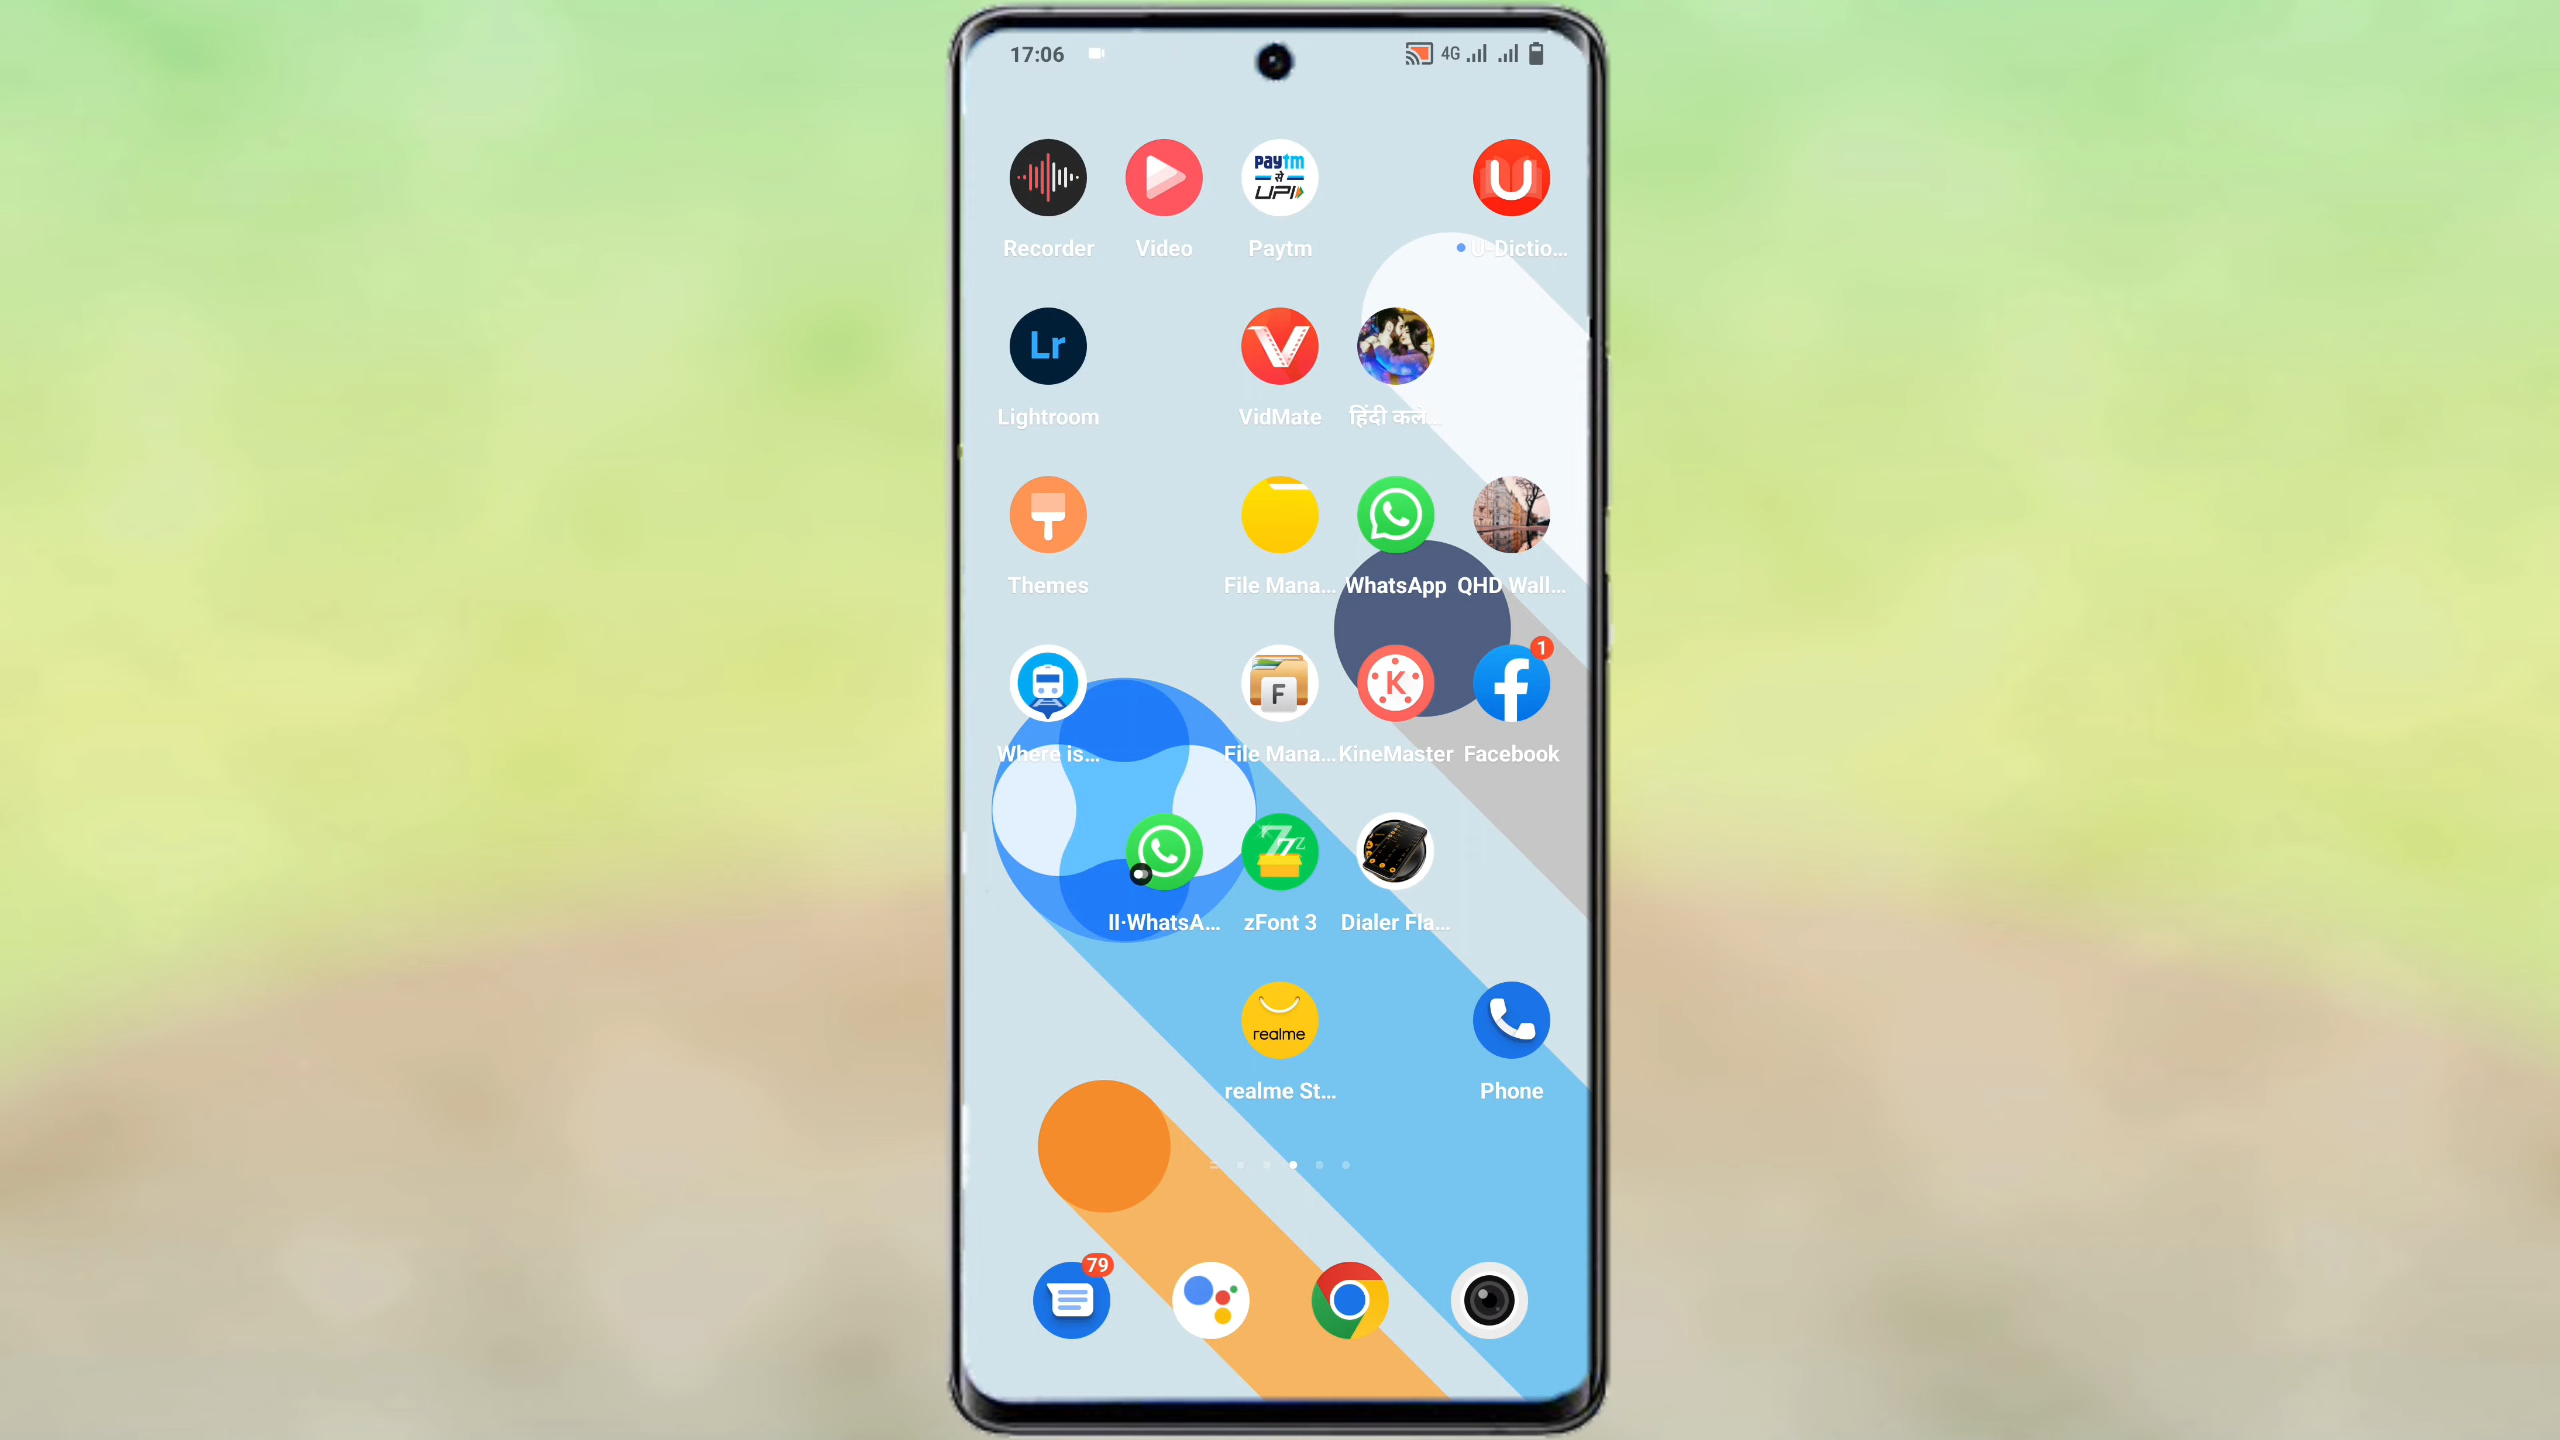 17:06
4G
paytm
से
UPI
U
Recorder
Video
Paytm
U-Dictio...
Lr
Lightroom
VidMate
हिंदी कले...
Themes
File Mana...
WhatsApp
QHD Wall...
F
K
1
Where is...
File Mana...
KineMaster
Facebook
II·WhatsA...
zFont 3
Dialer Fla...
realme
realme St...
Phone
79